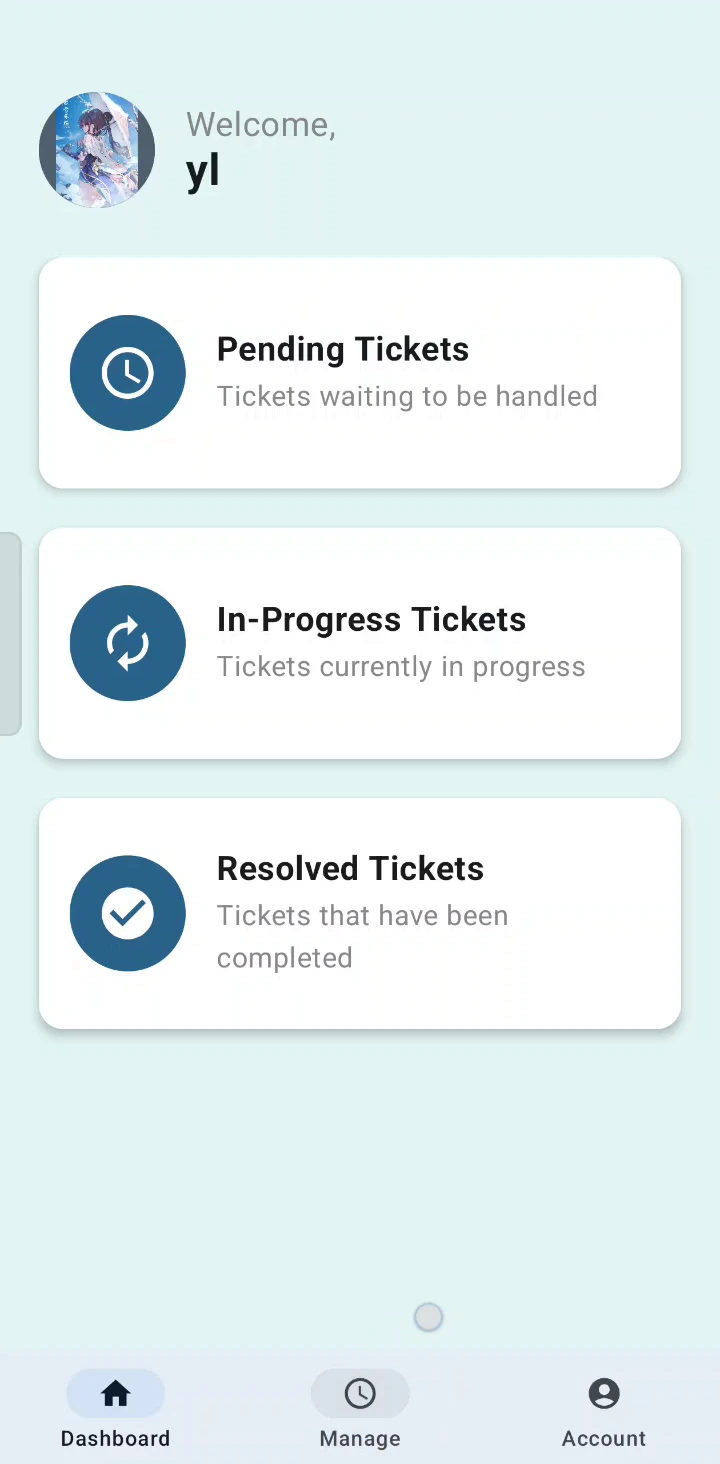 Welcome,
yl
Pending Tickets
Tickets waiting to be handled
In-Progress Tickets
Tickets currently in progress
Resolved Tickets
Tickets that have been
completed
Dashboard
Manage
Account